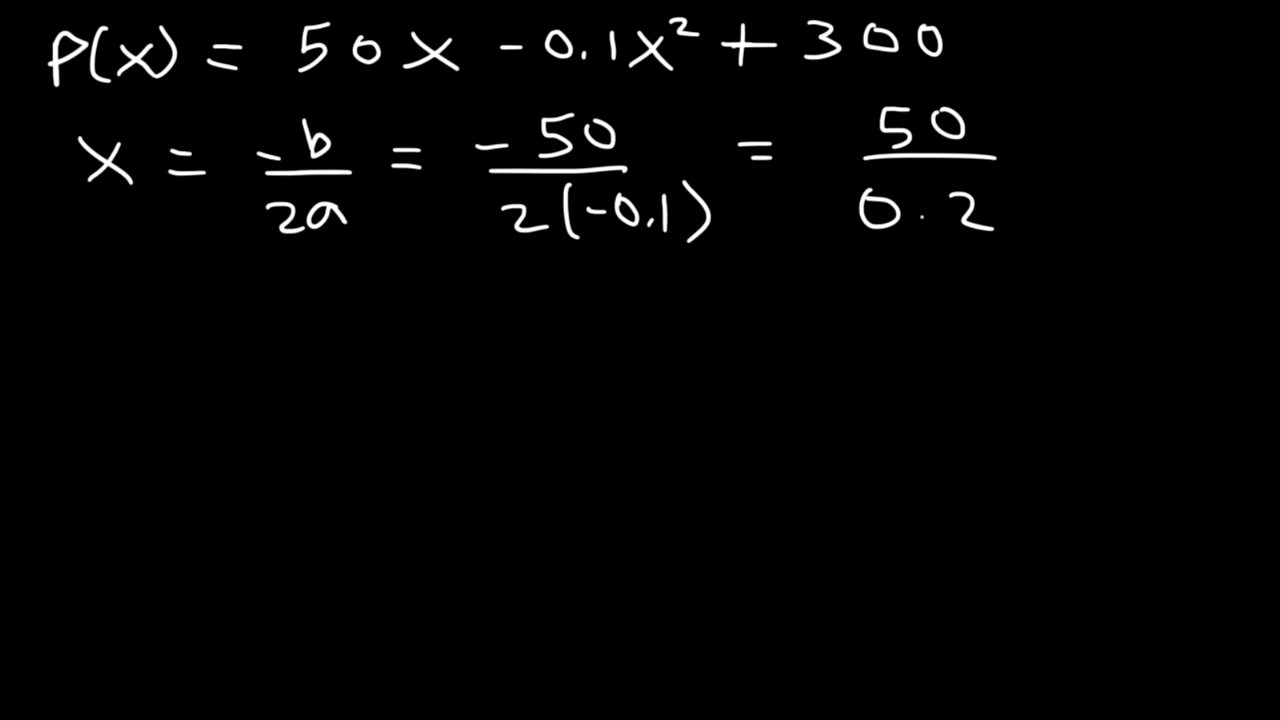 P(x) = 50x - 0.1x² + 300
x = -b/2a = -50/2(-0.1) = 50/0.2